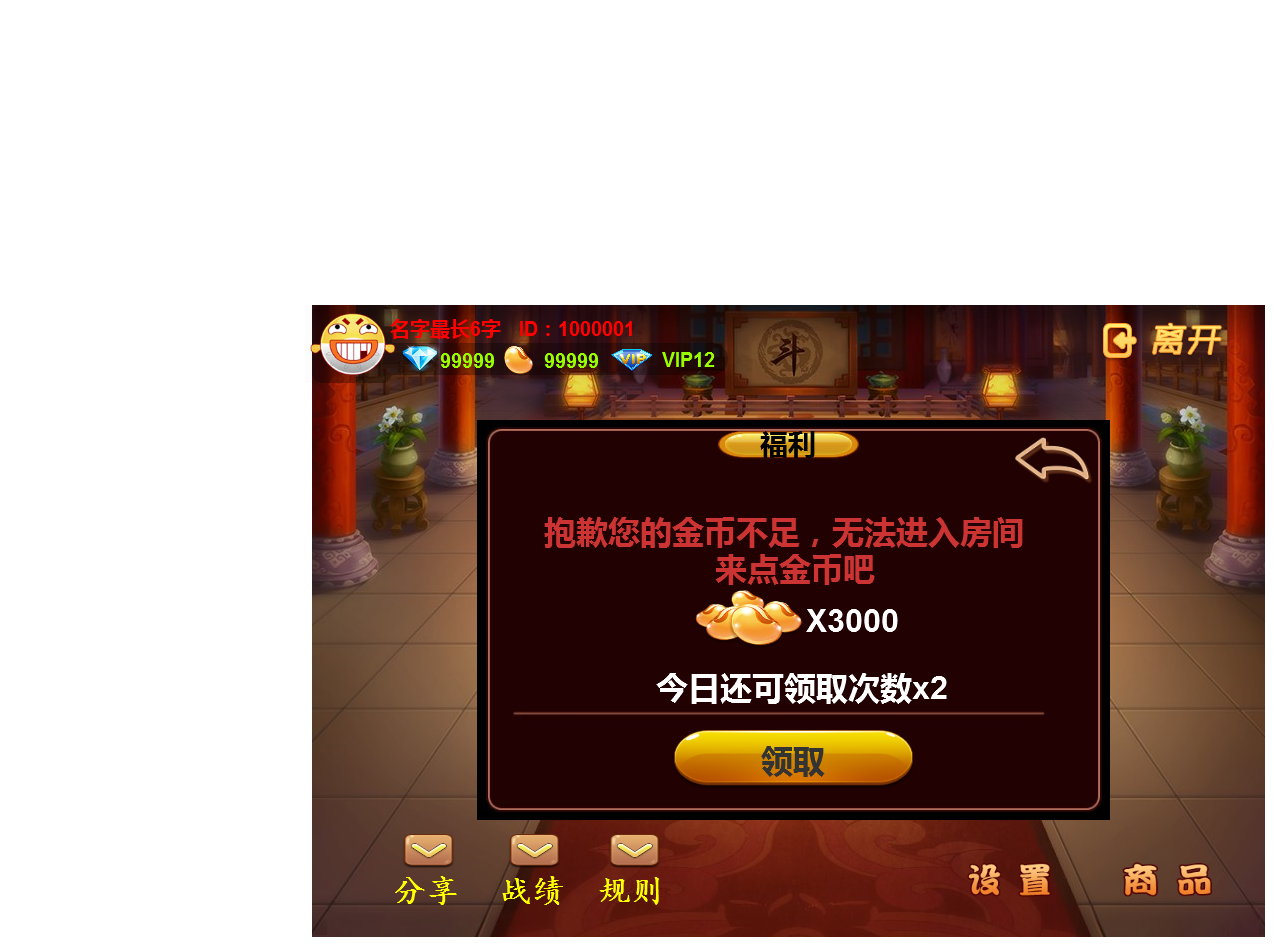 名字最长6字 ID：1000001
99999 99999 VIP VIP12
斗
离开
福利
抱歉您的金币不足，无法进入房间
来点金币吧
X3000
今日还可领取次数x2
领取
分享 战绩 规则
设置 商品